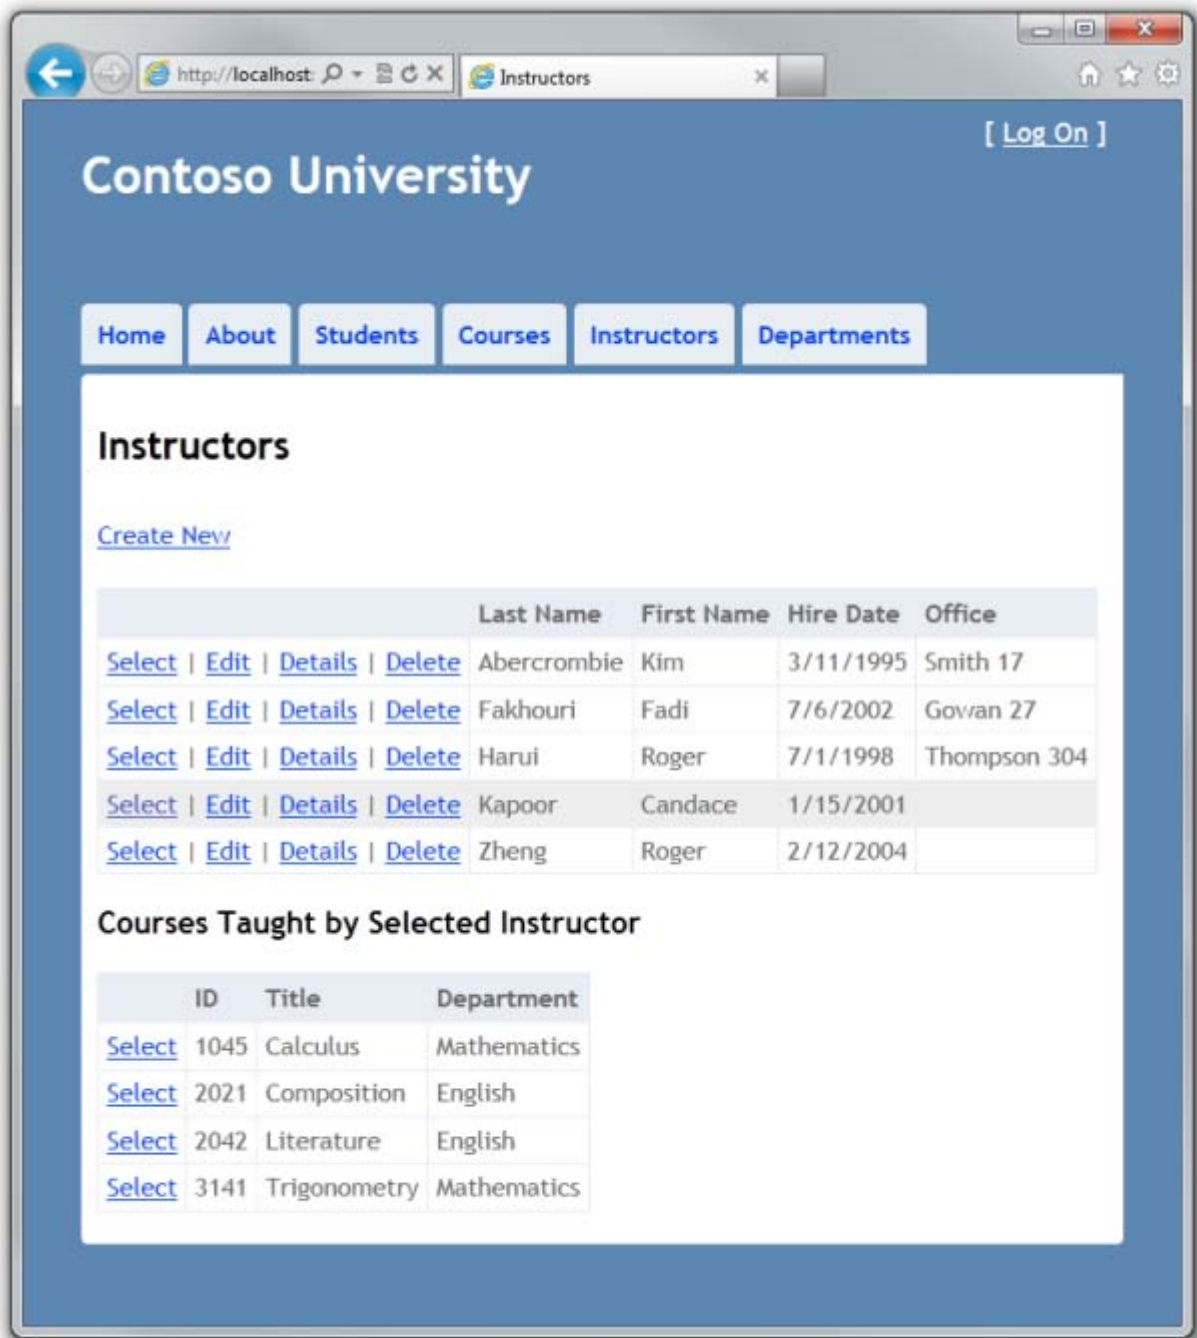 http://localhost:
Instructors
[ Log On ]
Contoso University
Home About Students Courses Instructors Departments
Instructors
Create New
Last Name First Name Hire Date Office
Select | Edit | Details | Delete Abercrombie Kim 3/11/1995 Smith 17
Select | Edit | Details | Delete Fakhouri Fadi 7/6/2002 Gowan 27
Select | Edit | Details | Delete Harui Roger 7/1/1998 Thompson 304
Select | Edit | Details | Delete Kapoor Candace 1/15/2001
Select | Edit | Details | Delete Zheng Roger 2/12/2004
Courses Taught by Selected Instructor
ID Title Department
Select 1045 Calculus Mathematics
Select 2021 Composition English
Select 2042 Literature English
Select 3141 Trigonometry Mathematics